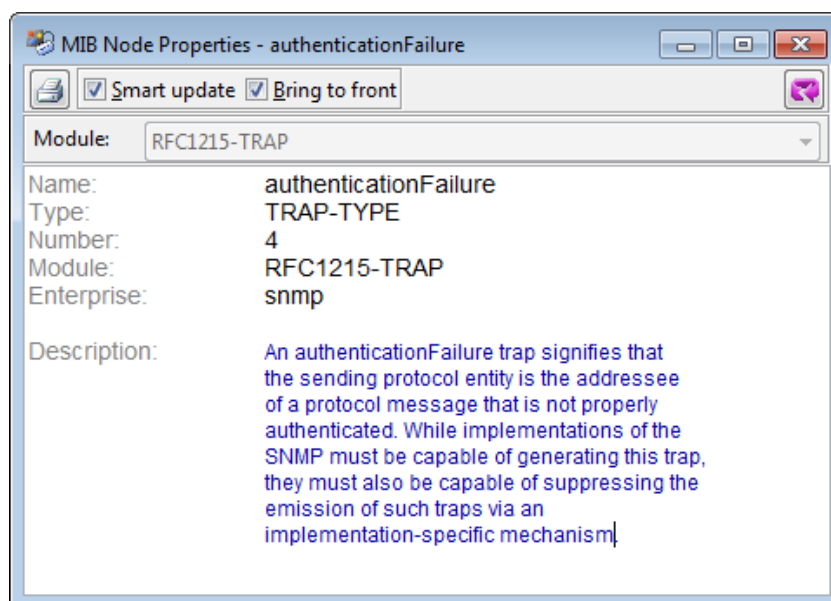 MIB Node Properties - authenticationFailure
Smart update Bring to front
Module: RFC1215-TRAP
Name: authenticationFailure
Type: TRAP-TYPE
Number: 4
Module: RFC1215-TRAP
Enterprise: snmp
Description: An authenticationFailure trap signifies that
the sending protocol entity is the addressee
of a protocol message that is not properly
authenticated. While implementations of the
SNMP must be capable of generating this trap,
they must also be capable of suppressing the
emission of such traps via an
implementation-specific mechanism.